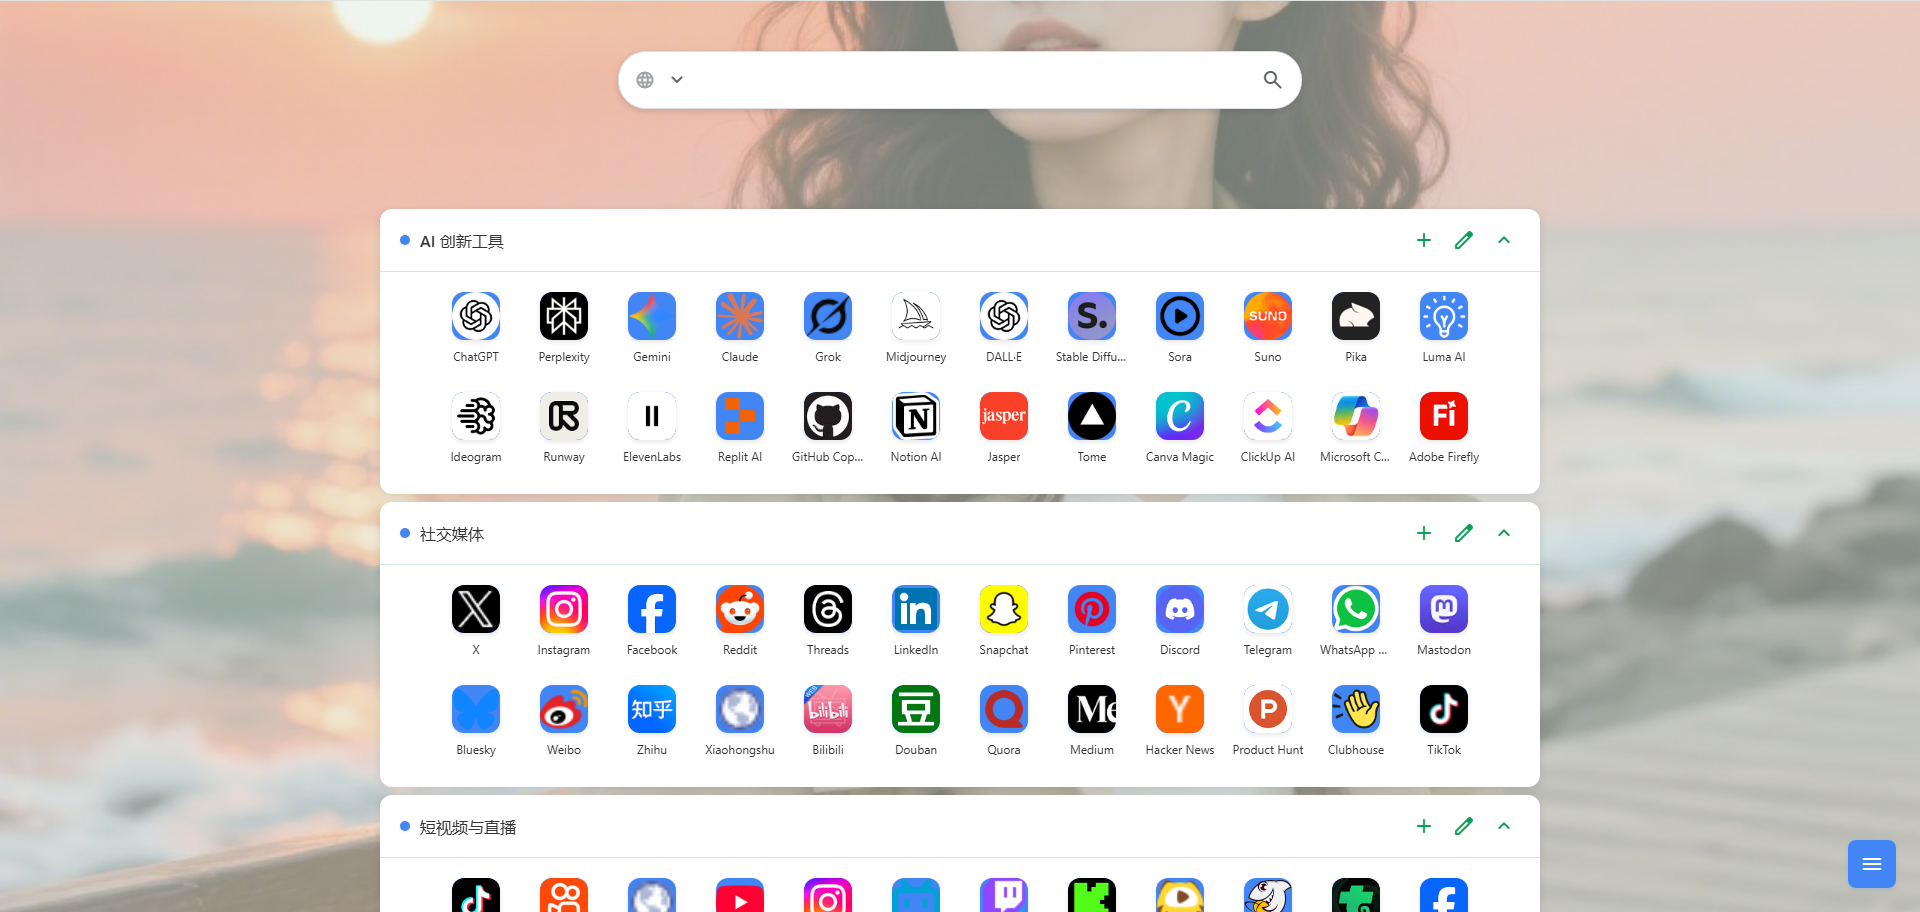 AI 创新工具
ChatGPT Perplexity Gemini Claude Grok Midjourney DALL·E Stable Diffu... Sora Suno Pika Luma AI
Ideogram Runway ElevenLabs Replit AI GitHub Cop... Notion AI Jasper Tome Canva Magic ClickUp AI Microsoft C... Adobe Firefly
社交媒体
X Instagram Facebook Reddit Threads LinkedIn Snapchat Pinterest Discord Telegram WhatsApp ... Mastodon
Bluesky Weibo Zhihu Xiaohongshu Bilibili Douban Quora Medium Hacker News Product Hunt Clubhouse TikTok
短视频与直播